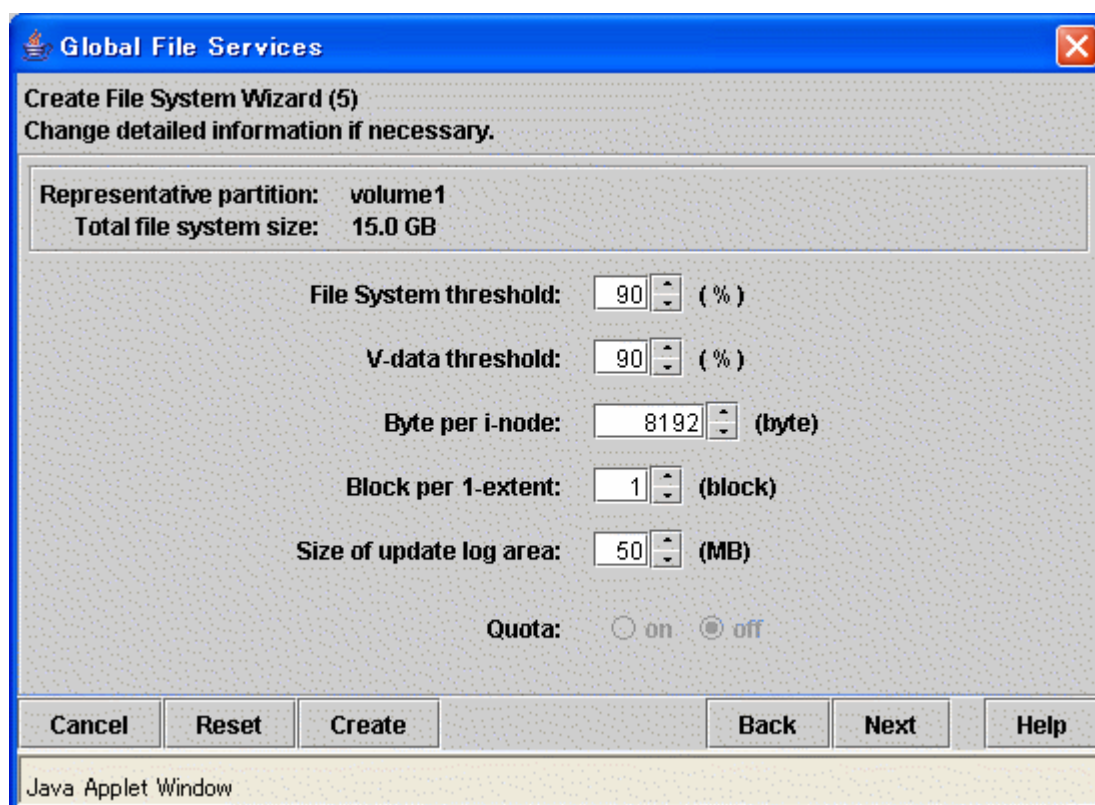 Global File Services
Create File System Wizard (5)
Change detailed information if necessary.
Representative partition: volume1
Total file system size: 15.0 GB
File System threshold: 90 ( % )
V-data threshold: 90 ( % )
Byte per i-node: 8192 (byte)
Block per 1-extent: 1 (block)
Size of update log area: 50 (MB)
Quota: on off
Cancel Reset Create Back Next Help
Java Applet Window